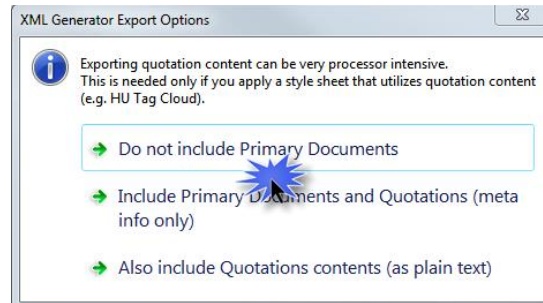 XML Generator Export Options
Exporting quotation content can be very processor intensive.
This is needed only if you apply a style sheet that utilizes quotation content
(e.g. HU Tag Cloud).
Do not include Primary Documents
Include Primary Documents and Quotations (meta
info only)
Also include Quotations contents (as plain text)